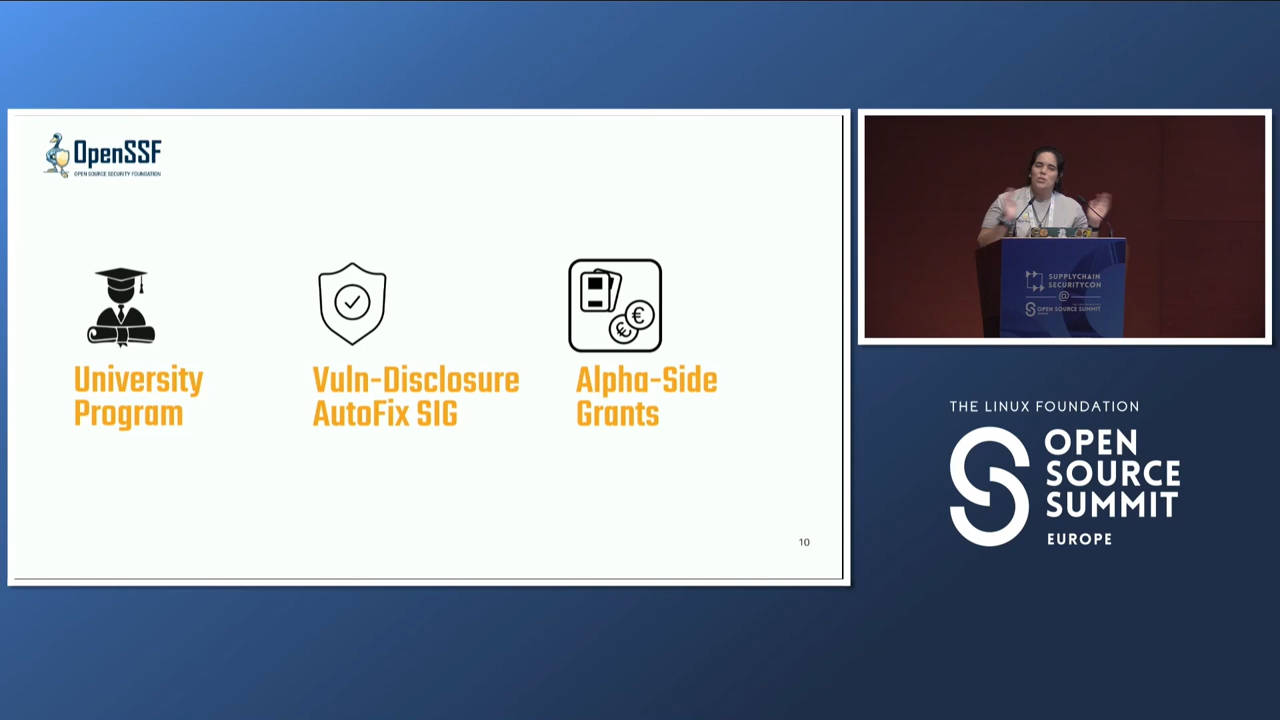 OpenSSF
OPEN SOURCE SECURITY FOUNDATION
University
Program
Vuln-Disclosure
AutoFix SIG
Alpha-Side
Grants
10
SUPPLYCHAIN
SECURITYCON
@
OPEN SOURCE SUMMIT
THE LINUX FOUNDATION
OPEN
SOURCE
SUMMIT
EUROPE